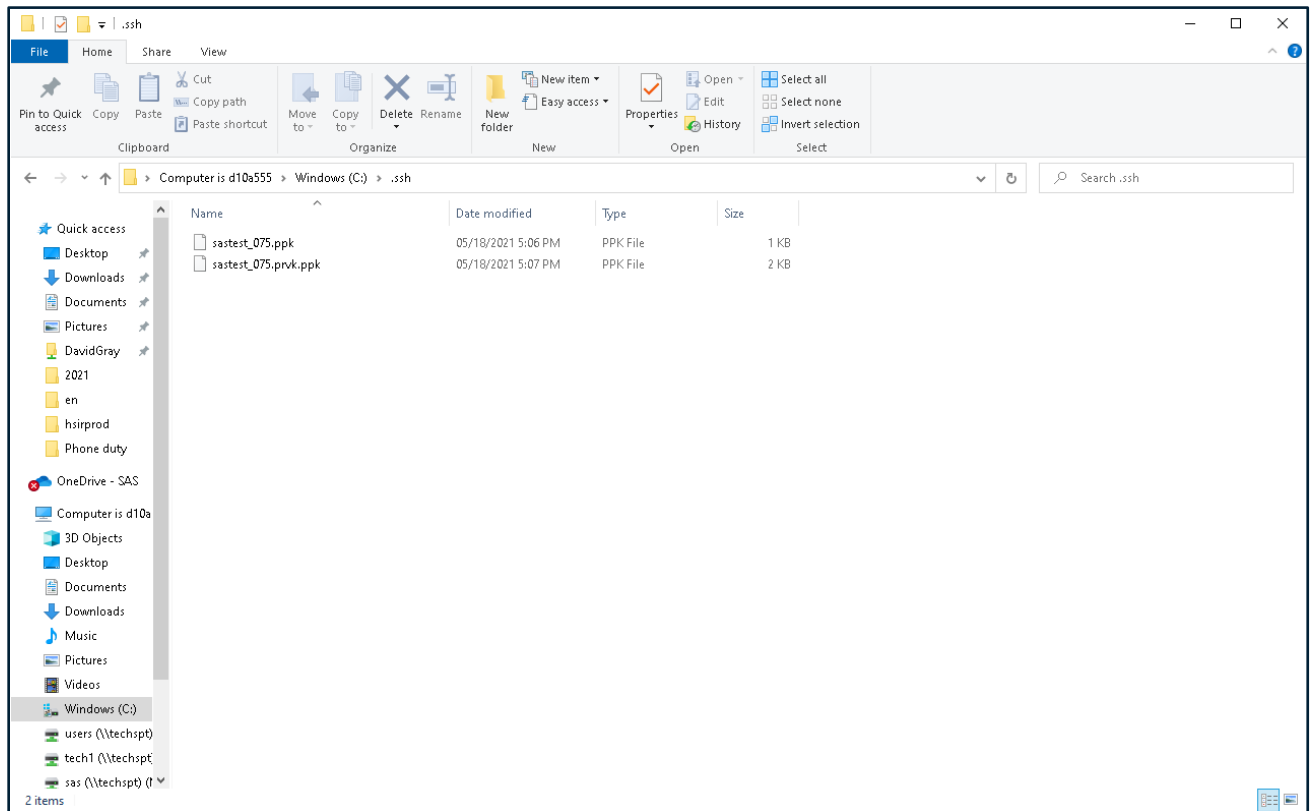 .ssh
File Home Share View
Pin to Quick access Copy Paste Cut Copy path Paste shortcut Move to Copy to Delete Rename New folder New item Easy access Properties Open Edit History Select all Select none Invert selection
Clipboard Organize New Open Select
Computer is d10a555 > Windows (C:) > .ssh Search .ssh
Name Date modified Type Size
sastest_075.ppk 05/18/2021 5:06 PM PPK File 1 KB
sastest_075.prvk.ppk 05/18/2021 5:07 PM PPK File 2 KB
Quick access
Desktop
Downloads
Documents
Pictures
DavidGray
2021
en
hsirprod
Phone duty
OneDrive - SAS
Computer is d10a
3D Objects
Desktop
Documents
Downloads
Music
Pictures
Videos
Windows (C:)
users (\\techspt)
tech1 (\\techspt)
sas (\\techspt) (
2 items